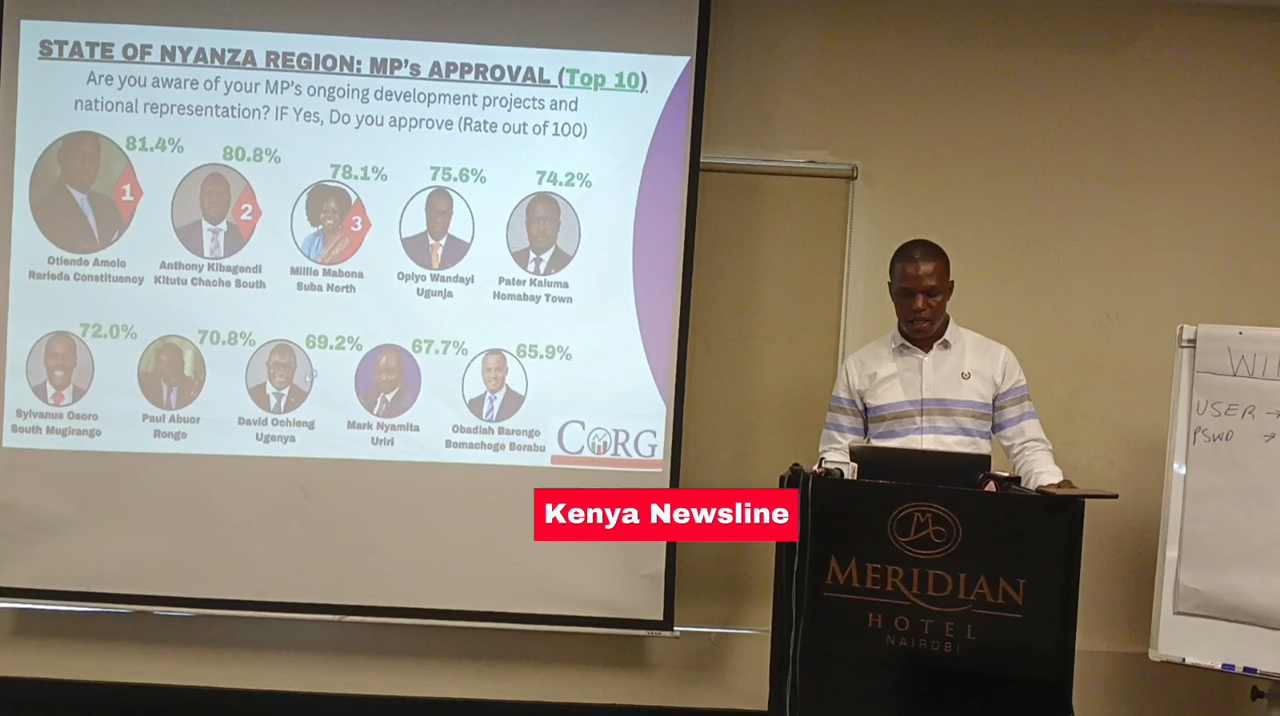 STATE OF NYANZA REGION: MP's APPROVAL (Top 10)
Are you aware of your MP's ongoing development projects and
national representation? IF Yes, Do you approve (Rate out of 100)
81.4%
80.8%
78.1%
75.6%
74.2%
1
2
3
Otiende Amolo
Rarieda Constituency
Anthony Kibagendi
Kitutu Chache South
Millie Mabona
Suba North
Opiyo Wandayi
Ugunja
Pater Kaluma
Homabay Town
72.0%
70.8%
69.2%
67.7%
65.9%
Sylvanus Osoro
South Mugirango
Paul Abuor
Rongo
David Ochieng
Ugenya
Mark Nyamita
Uriri
Obadiah Barongo
Bomachoge Borabu
CORG
Kenya Newsline
M
MERIDIAN
HOTEL
NAIROBI
USER →
PSWD →